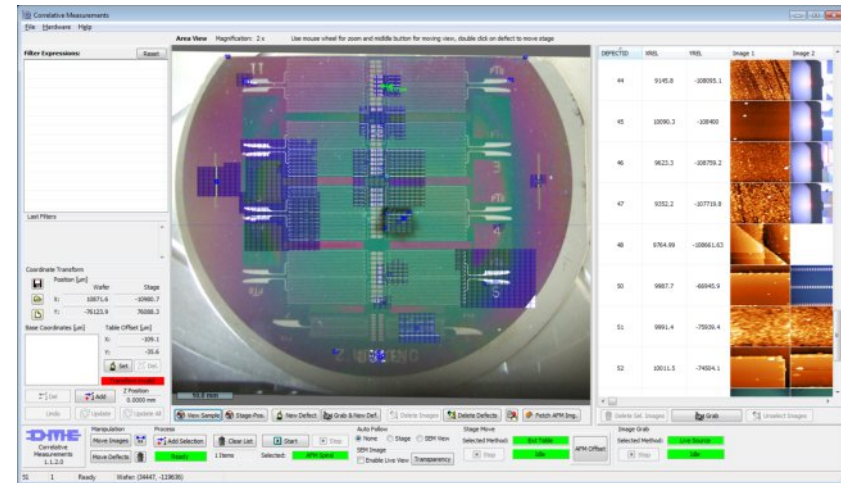 Correlative Measurements
File Hardware Help
Area View Magnification: 2 x Use mouse wheel for zoom and middle button for moving view, double click on defect to move stage
Filter Expressions: Reset
DEFECTID XREL YREL Image 1 Image 2
44 9145.8 -108095.1
45 10090.3 -108400
46 9623.3 -108759.2
47 9352.2 -107719.8
48 9764.99 -108661.63
50 9987.7 -66945.9
51 9991.4 -75939.4
52 10011.5 -74504.1
3
4
5
Last Filters
Coordinate Transform
Position [µm]
Wafer Stage
X: 10871.6 -10980.7
Y: -76123.9 76088.3
Base Coordinates [µm] Table Offset [µm]
X: -109.1
Y: -35.6
Set Del
Del Add
Z Position
0.0000 mm
Undo Update Update All
50.0 mm
View Sample Stage-Pos. New Defect Grab & New Def. Delete Images Delete Defects Fetch AFM Img.
Delete Sel. Images Grab Unselect Images
DME
Correlative
Measurements
1.1.2.0
Manipulation
Move Images
Move Defects
Process
Add Selection Clear List Start Stop
Ready 1 Items Selected: AFM Spiral
Auto Follow
None Stage SEM View
SEM Image
Enable Live View Transparency
Stage Move
Selected Method: Ext Table
Stop Idle
AFM Offset
Image Grab
Selected Method: Live Source
Stop Idle
51 1 Ready Wafer: (34447, -119636)